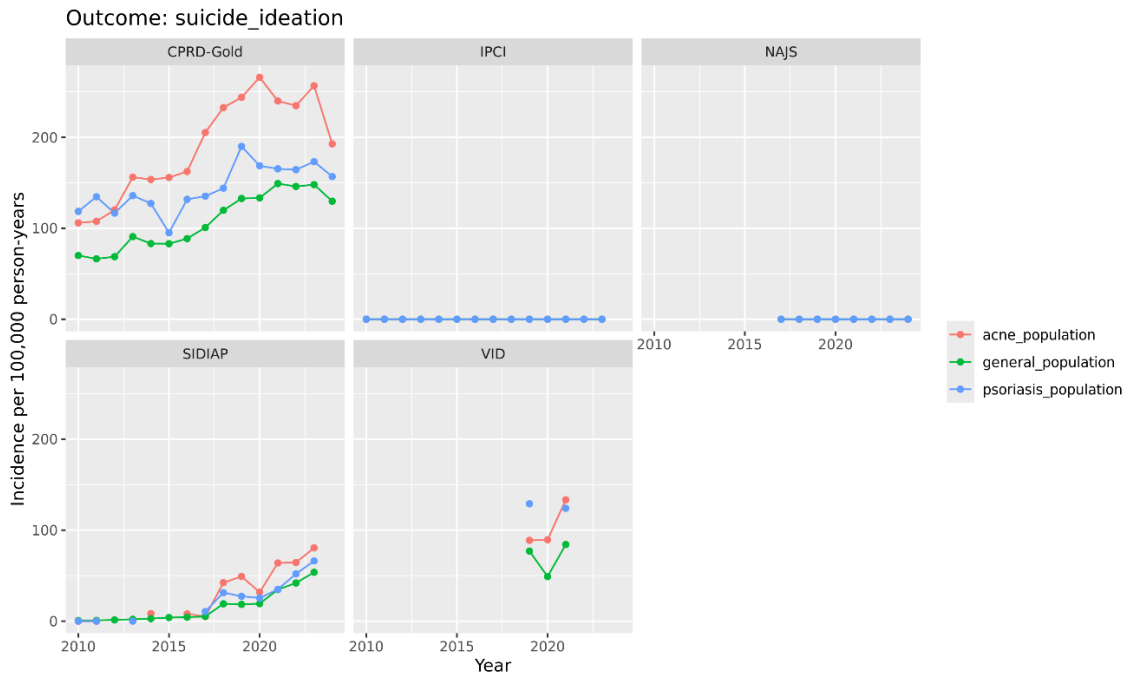 Outcome: suicide_ideation
CPRD-Gold
IPCI
NAJS
200
100
0
2010
2015
2020
SIDIAP
VID
200
100
0
2010
2015
2020
2010
2015
2020
Incidence per 100,000 person-years
Year
acne_population
general_population
psoriasis_population